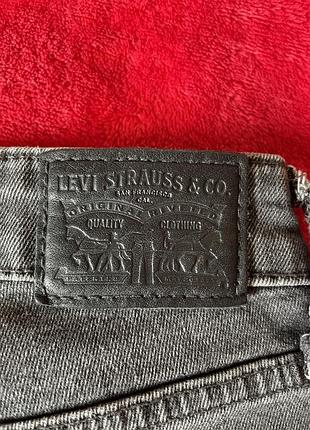 LEVI STRAUSS & CO.
SAN FRANCISCO
CAL.
ORIGINAL RIVETED
QUALITY CLOTHING